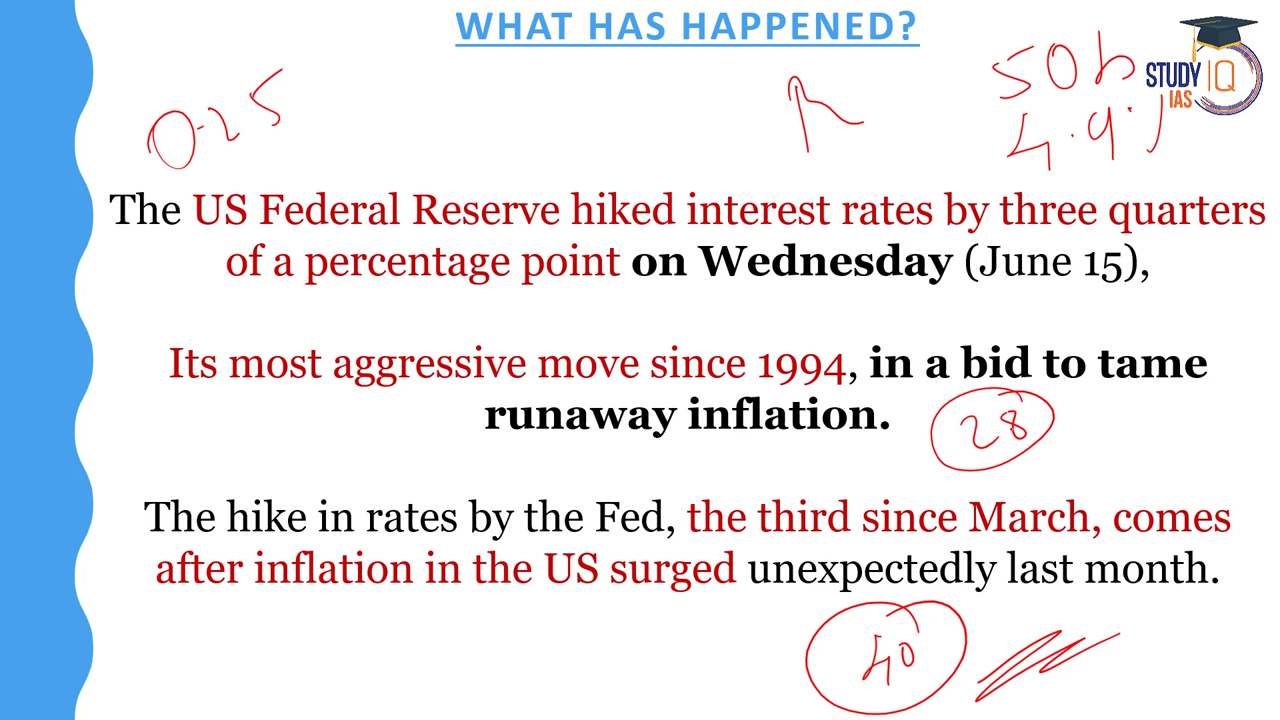 WHAT HAS HAPPENED?
STUDY IQ
IAS
0.25
50b
4.9%
The US Federal Reserve hiked interest rates by three quarters
of a percentage point on Wednesday (June 15),
Its most aggressive move since 1994, in a bid to tame
runaway inflation.
28
The hike in rates by the Fed, the third since March, comes
after inflation in the US surged unexpectedly last month.
40